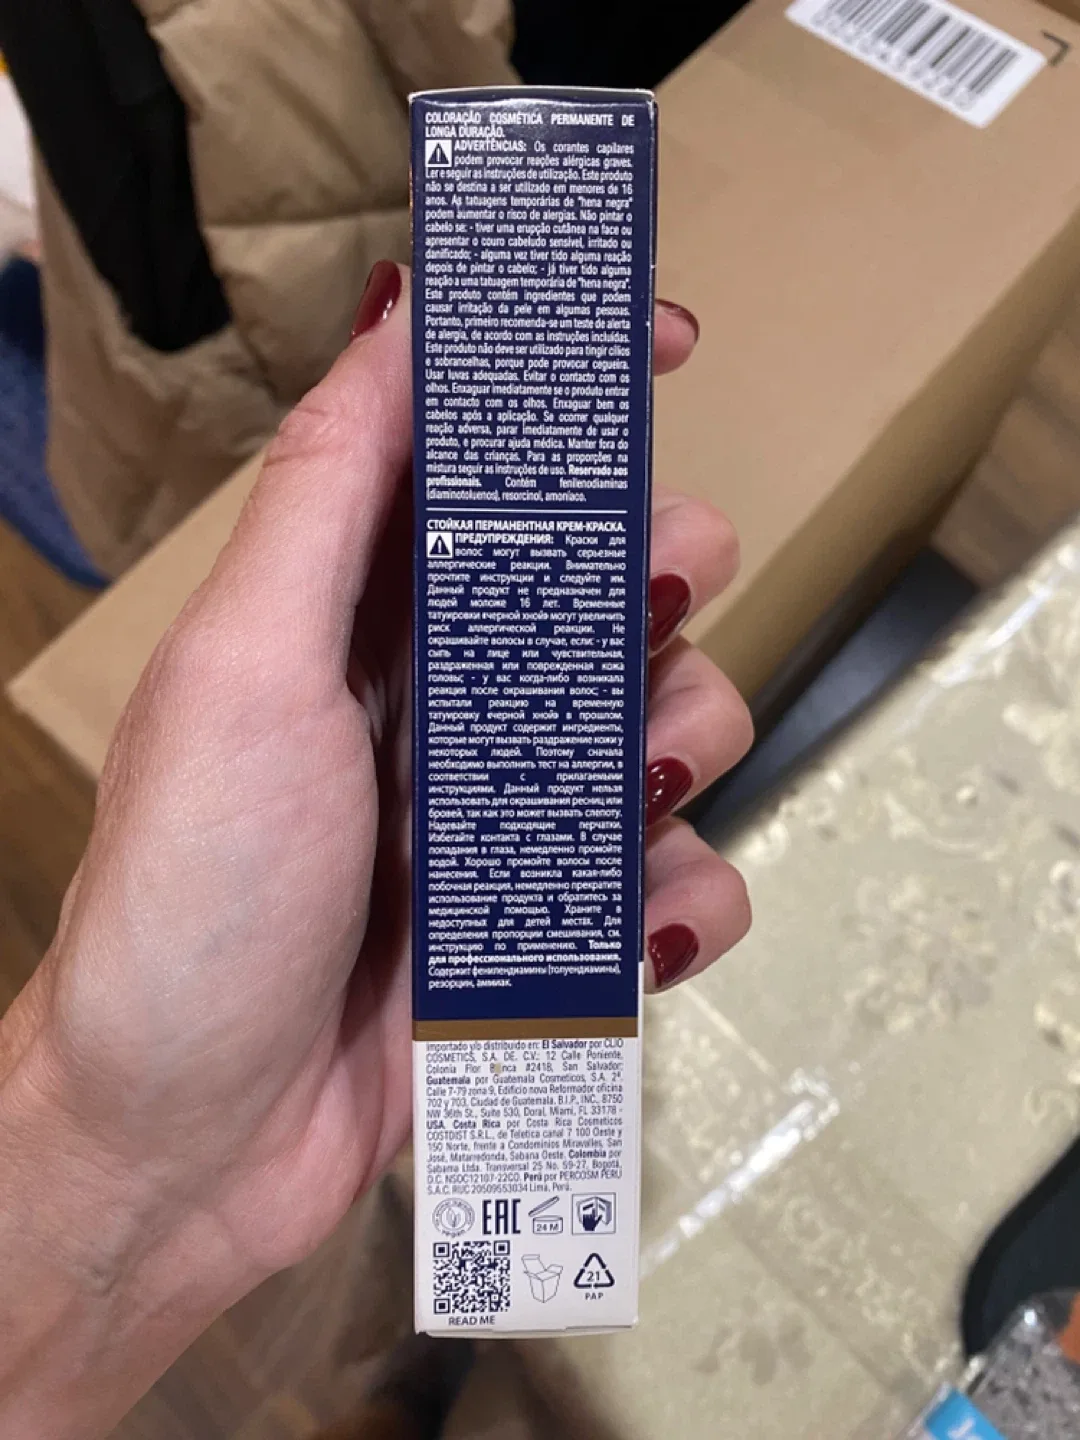 COLORAÇÃO COSMÉTICA PERMANENTE DE
LONGA DURAÇÃO.
ADVERTÊNCIAS: Os corantes capilares
podem provocar reações alérgicas graves.
Ler e seguir as instruções de utilização. Este produto
não se destina a ser utilizado em menores de 16
anos. As tatuagens temporárias de "hena negra"
podem aumentar o risco de alergias. Não pintar o
cabelo se: - tiver uma erupção cutânea na face ou
apresentar o couro cabeludo sensível, irritado ou
danificado; - alguma vez tiver tido alguma reação
depois de pintar o cabelo; - já tiver tido alguma
reação a uma tatuagem temporária de "hena negra".
Este produto contém ingredientes que podem
causar irritação da pele em algumas pessoas.
Portanto, primeiro recomenda-se um teste de alerta
de alergia, de acordo com as instruções incluídas.
Este produto não deve ser utilizado para tingir cílios
e sobrancelhas, porque pode provocar cegueira.
Usar luvas adequadas. Evitar o contacto com os
olhos. Enxaguar imediatamente se o produto entrar
em contacto com os olhos. Enxaguar bem os
cabelos após a aplicação. Se ocorrer qualquer
reação adversa, parar imediatamente de usar o
produto, e procurar ajuda médica. Manter fora do
alcance das crianças. Para as proporções na
mistura seguir as instruções de uso. Reservado aos
profissionais. Contém fenilenodiaminas
(diaminotoluenos), resorcinol, amoníaco.
СТОЙКАЯ ПЕРМАНЕНТНАЯ КРЕМ-КРАСКА.
ПРЕДУПРЕЖДЕНИЯ: Краски для
волос могут вызвать серьезные
аллергические реакции. Внимательно
прочтите инструкции и следуйте им.
Данный продукт не предназначен для
людей моложе 16 лет. Временные
татуировки «черной хной» могут увеличить
риск аллергической реакции. Не
окрашивайте волосы в случае, если: - у вас
сыпь на лице или чувствительная,
раздраженная или поврежденная кожа
головы; - у вас когда-либо возникала
реакция после окрашивания волос; - вы
испытали реакцию на временную
татуировку «черной хной» в прошлом.
Данный продукт содержит ингредиенты,
которые могут вызвать раздражение кожи у
некоторых людей. Поэтому сначала
необходимо выполнить тест на аллергии, в
соответствии с прилагаемыми
инструкциями. Данный продукт нельзя
использовать для окрашивания ресниц или
бровей, так как это может вызвать слепоту.
Надевайте подходящие перчатки.
Избегайте контакта с глазами. В случае
попадания в глаза, немедленно промойте
водой. Хорошо промойте волосы после
нанесения. Если возникла какая-либо
побочная реакция, немедленно прекратите
использование продукта и обратитесь за
медицинской помощью. Храните в
недоступных для детей местах. Для
определения пропорции смешивания, см.
инструкцию по применению. Только
для профессионального использования.
Содержит фенилендиамины (толуендиамины),
резорцин, аммиак.
Importado y/o distribuido en: El Salvador por CLIO
COSMETICS, S.A. DE. C.V.: 12 Calle Poniente,
Colonia Flor Blanca #2418, San Salvador;
Guatemala por Guatemala Cosmeticos, S.A. 2ª.
Calle 7-79 zona 9, Edificio nova Reformador oficina
702 y 703, Ciudad de Guatemala. B.I.P., INC., 8750
NW 36th St., Suite 530, Doral, Miami, FL 33178 -
USA. Costa Rica por Costa Rica Cosmeticos
COSTDIST S.R.L., de Teletica canal 7 100 Oeste y
150 Norte, frente a Condominios Miravalles, San
José, Matarredonda, Sabana Oeste. Colombia por
Sabama Ltda. Transversal 25 No. 59-27, Bogotá,
D.C. NSOC12107-22CO. Perú por PERCOSM PERU
S.A.C. RUC 20509553034 Lima, Perú.
vegan
EAC
24 M
21
PAP
READ ME